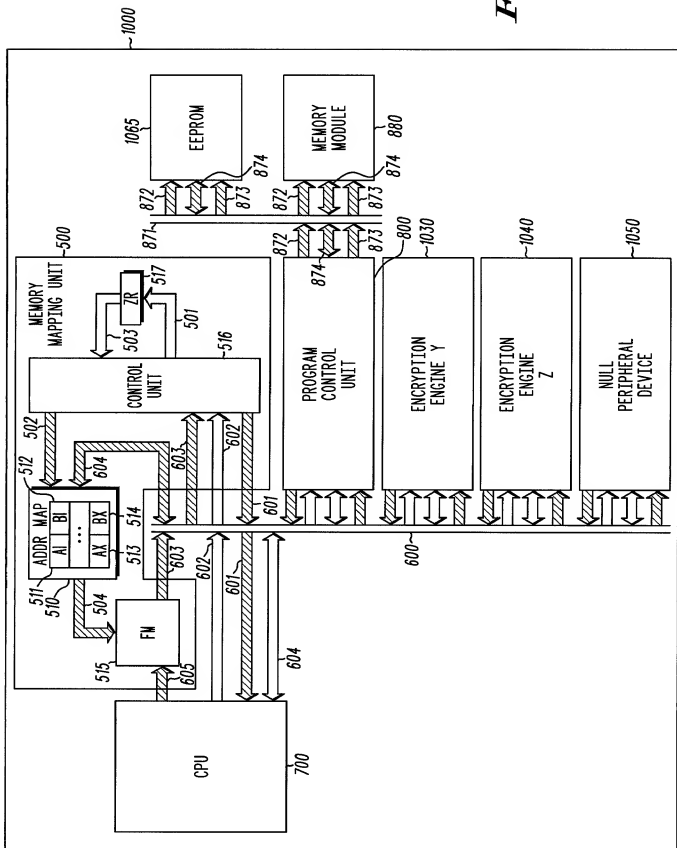 1000
EEPROM
1065
MEMORY
MODULE
880
872
874
873
872
874
873
871
872
874
873
800
500
MEMORY
MAPPING UNIT
ZR
517
503
501
CONTROL
UNIT
516
502
604
603
602
601
512
ADDR MAP
511
AI
BI
...
AX
BX
510
513
514
504
FM
515
605
603
602
601
604
CPU
700
600
PROGRAM
CONTROL
UNIT
ENCRYPTION
ENGINE Y
1030
ENCRYPTION
ENGINE
Z
1040
NULL
PERIPHERAL
DEVICE
1050
F